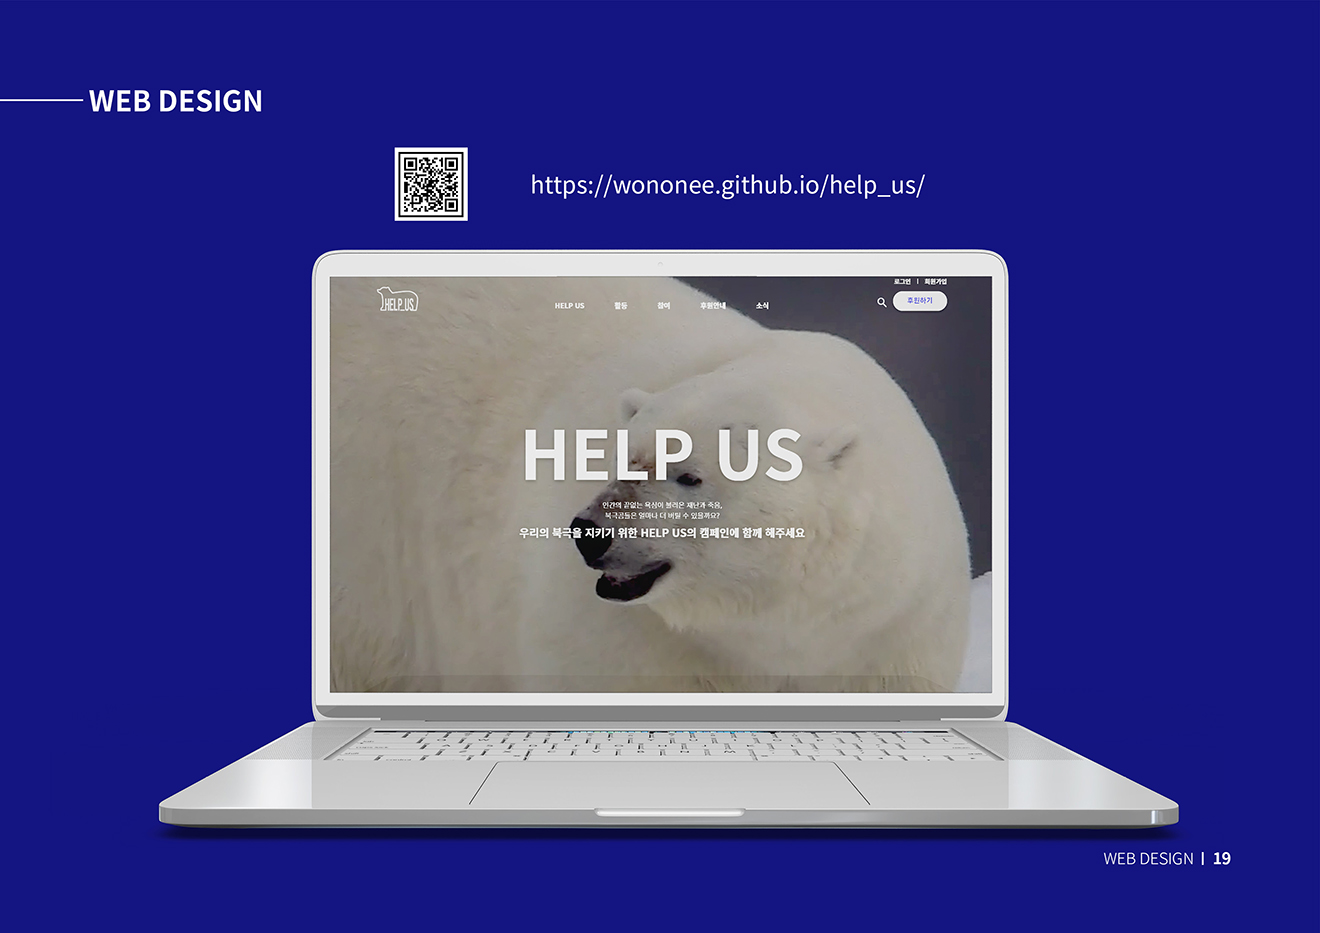 WEB DESIGN
https://wononee.github.io/help_us/
로그인 | 회원가입
HELP_US
HELP US 활동 참여 후원안내 소식
후원하기
HELP US
인간의 끝없는 욕심이 불러온 재난과 죽음,
북극곰들은 얼마나 더 버틸 수 있을까요?
우리의 북극을 지키기 위한 HELP US의 캠페인에 함께 해주세요
WEB DESIGN | 19